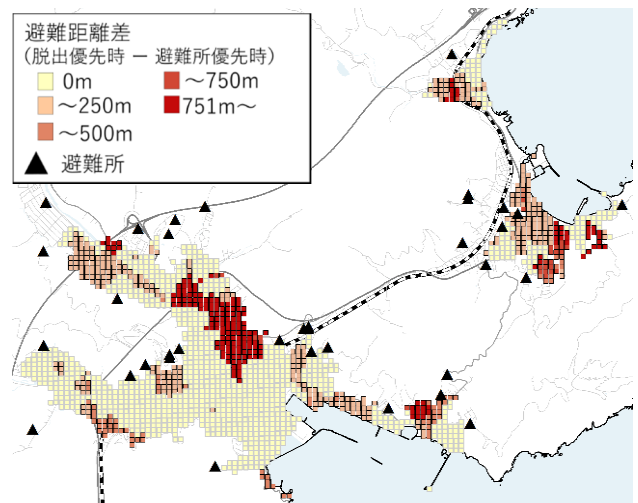 避難距離差
(脱出優先時 ー 避難所優先時)
0m
～750m
～250m
751m～
～500m
避難所